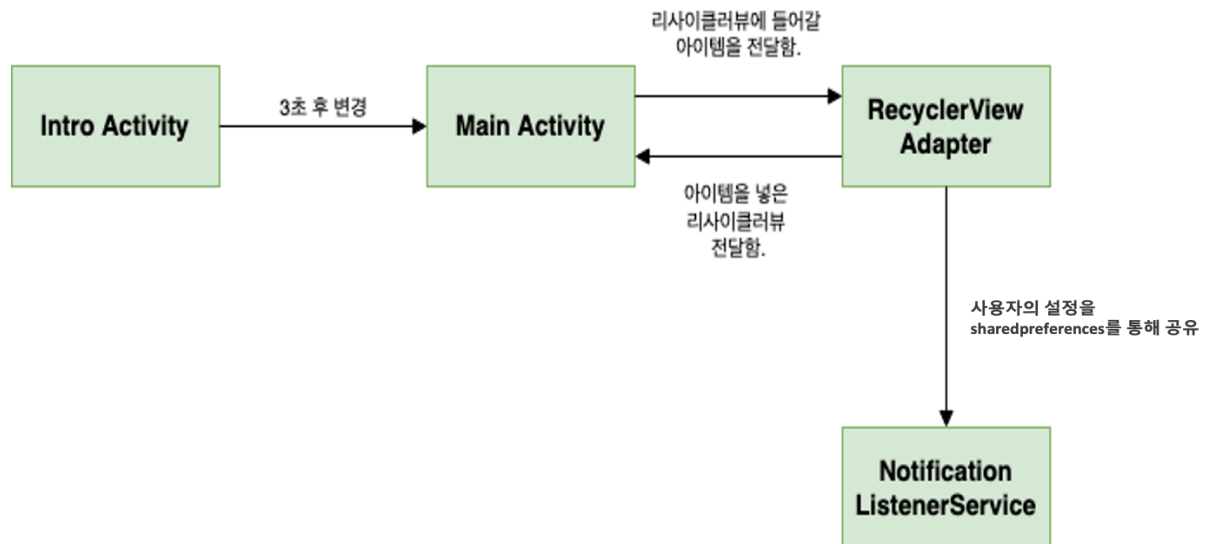 리사이클러뷰에 들어갈
아이템을 전달함.
Intro Activity
3초 후 변경
Main Activity
RecyclerView
Adapter
아이템을 넣은
리사이클러뷰
전달함.
사용자의 설정을
sharedpreferences를 통해 공유
Notification
ListenerService